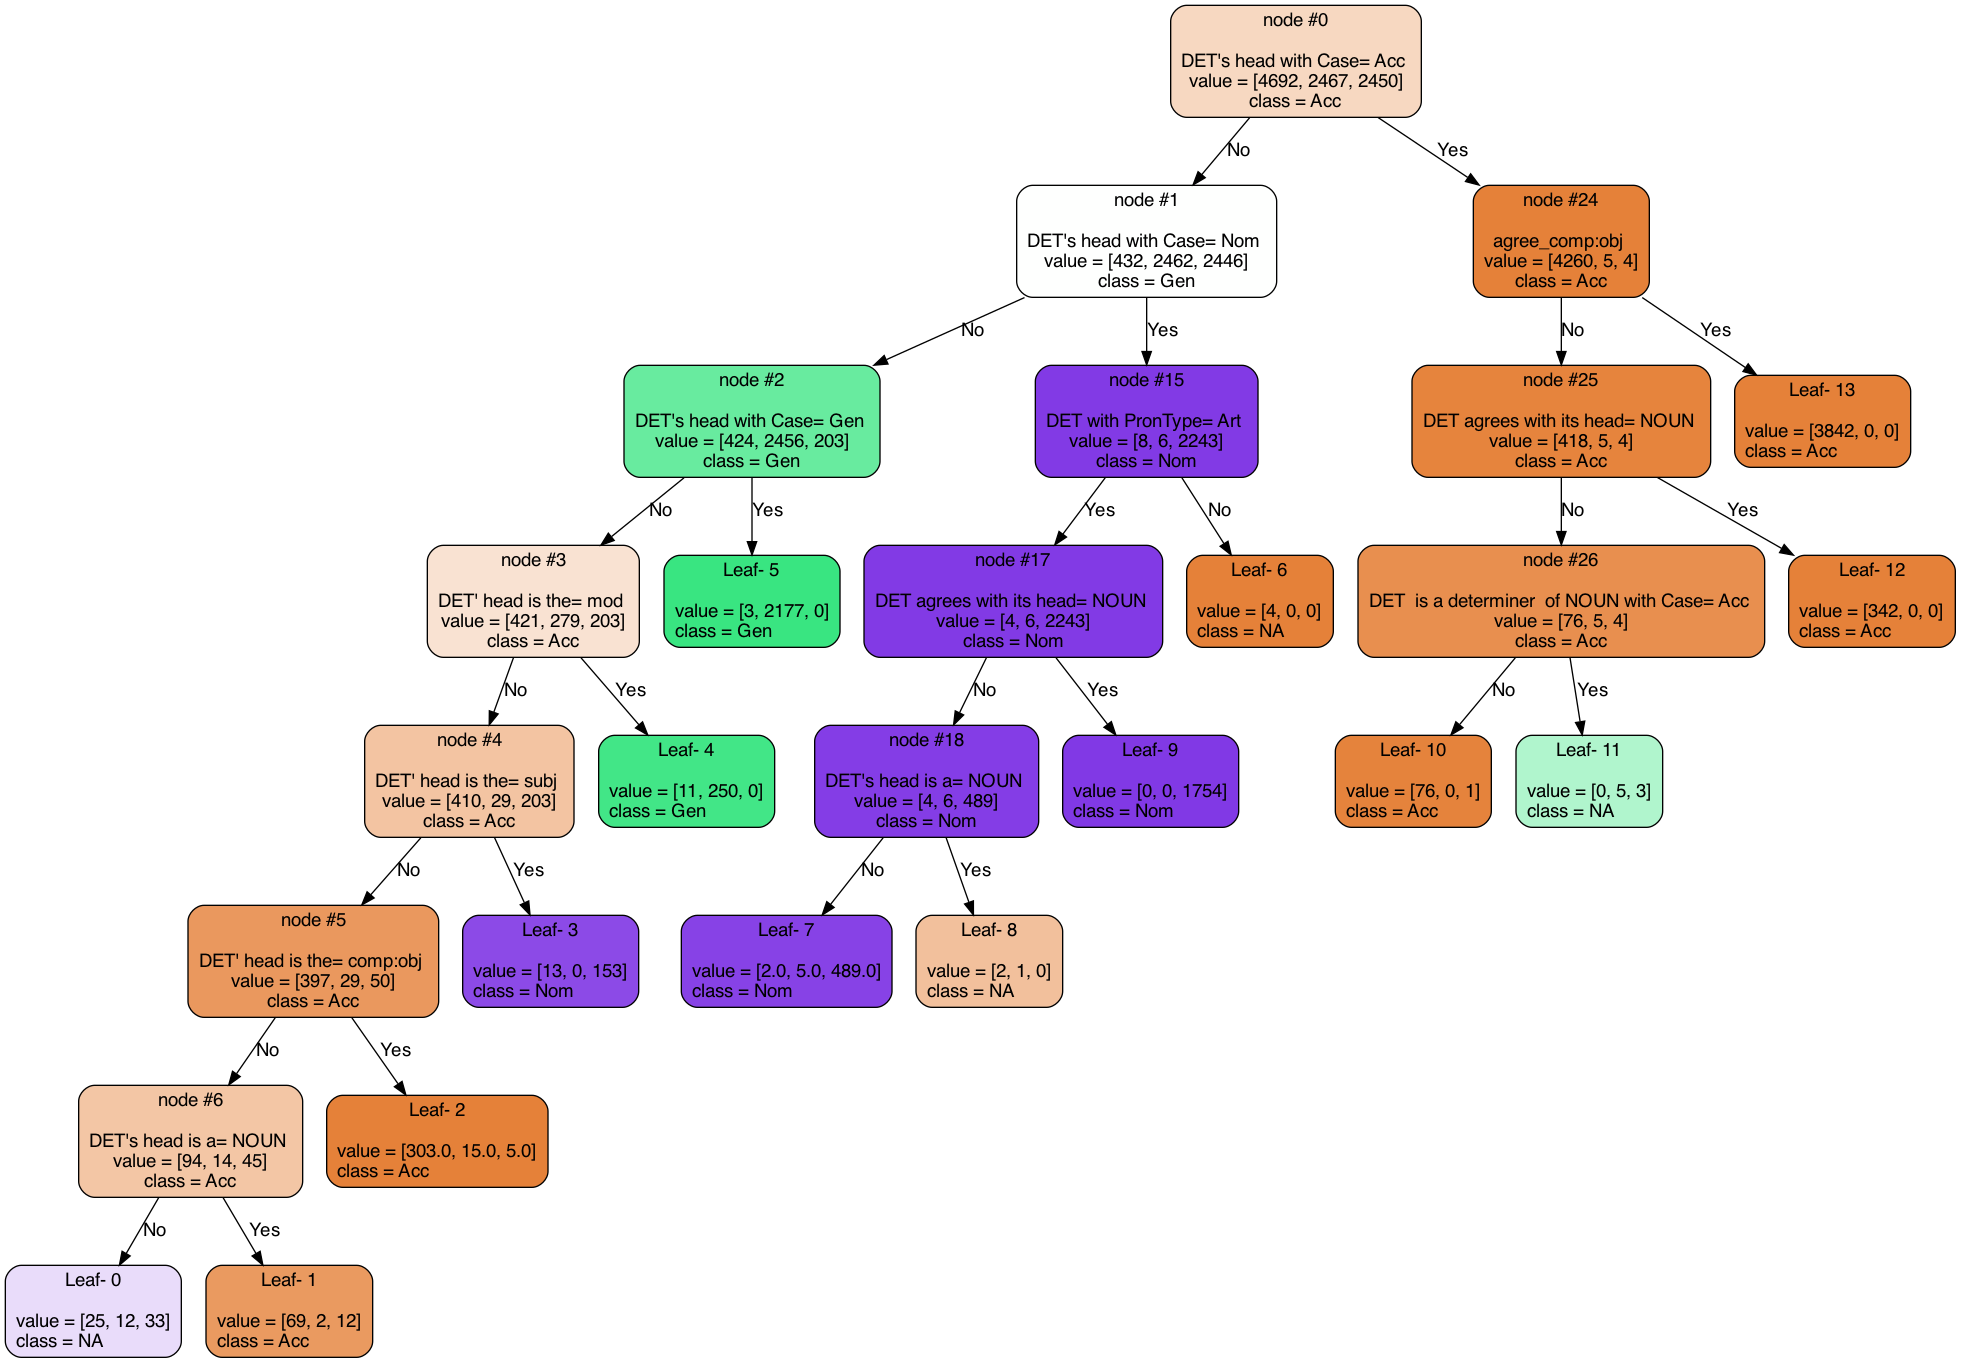 node #0
DET's head with Case= Acc
value = [4692, 2467, 2450]
class = Acc
No
Yes
node #1
DET's head with Case= Nom
value = [432, 2462, 2446]
class = Gen
node #24
agree_comp:obj
value = [4260, 5, 4]
class = Acc
No
Yes
No
Yes
node #2
DET's head with Case= Gen
value = [424, 2456, 203]
class = Gen
node #15
DET with PronType= Art
value = [8, 6, 2243]
class = Nom
node #25
DET agrees with its head= NOUN
value = [418, 5, 4]
class = Acc
Leaf- 13
value = [3842, 0, 0]
class = Acc
No
Yes
Yes
No
No
Yes
node #3
DET' head is the= mod
value = [421, 279, 203]
class = Acc
Leaf- 5
value = [3, 2177, 0]
class = Gen
node #17
DET agrees with its head= NOUN
value = [4, 6, 2243]
class = Nom
Leaf- 6
value = [4, 0, 0]
class = NA
node #26
DET  is a determiner  of NOUN with Case= Acc
value = [76, 5, 4]
class = Acc
Leaf- 12
value = [342, 0, 0]
class = Acc
No
Yes
No
Yes
No
Yes
node #4
DET' head is the= subj
value = [410, 29, 203]
class = Acc
Leaf- 4
value = [11, 250, 0]
class = Gen
node #18
DET's head is a= NOUN
value = [4, 6, 489]
class = Nom
Leaf- 9
value = [0, 0, 1754]
class = Nom
Leaf- 10
value = [76, 0, 1]
class = Acc
Leaf- 11
value = [0, 5, 3]
class = NA
No
Yes
No
Yes
node #5
DET' head is the= comp:obj
value = [397, 29, 50]
class = Acc
Leaf- 3
value = [13, 0, 153]
class = Nom
Leaf- 7
value = [2.0, 5.0, 489.0]
class = Nom
Leaf- 8
value = [2, 1, 0]
class = NA
No
Yes
node #6
DET's head is a= NOUN
value = [94, 14, 45]
class = Acc
Leaf- 2
value = [303.0, 15.0, 5.0]
class = Acc
No
Yes
Leaf- 0
value = [25, 12, 33]
class = NA
Leaf- 1
value = [69, 2, 12]
class = Acc